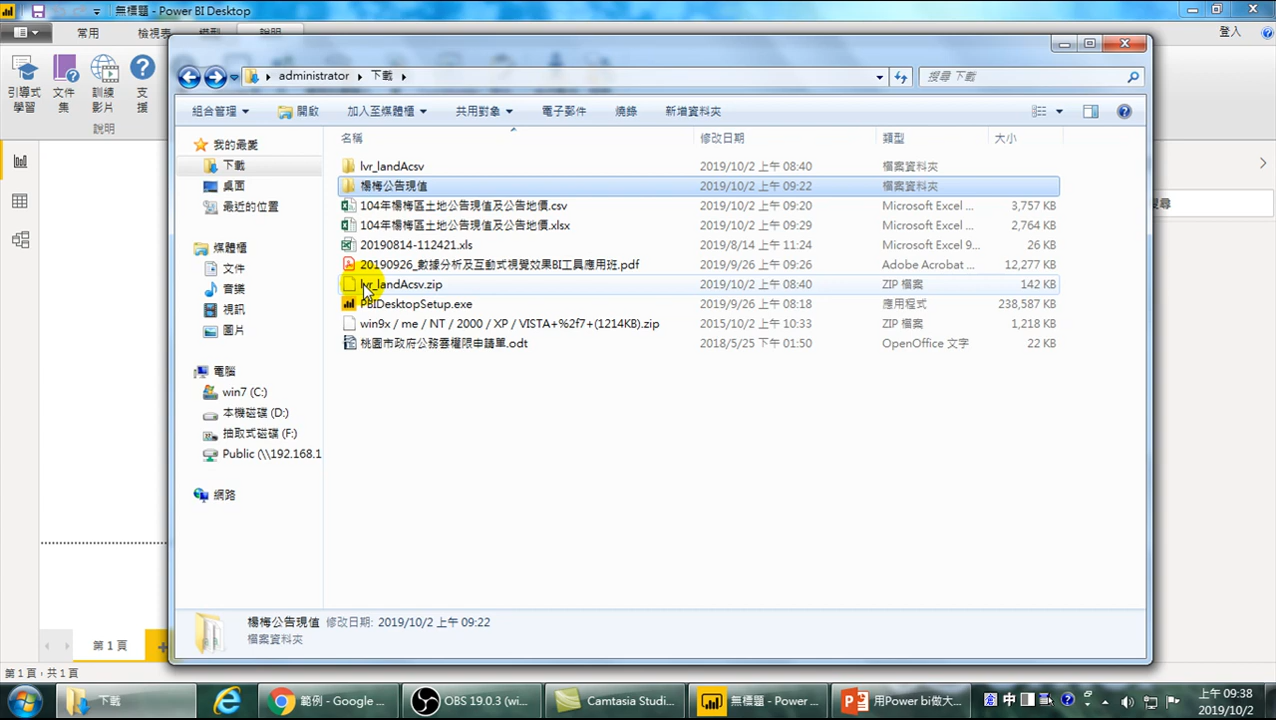 無標題 - Power BI Desktop
常用
檢視表
模型
說明
登入
引導式
學習
文件
集
訓練
影片
支
援
說明
administrator
下載
搜尋 下載
組合管理
開啟
加入至媒體櫃
共用對象
電子郵件
燒錄
新增資料夾
名稱
修改日期
類型
大小
我的最愛
下載
桌面
最近的位置
媒體櫃
文件
音樂
視訊
圖片
電腦
win7 (C:)
本機磁碟 (D:)
抽取式磁碟 (F:)
Public (\\192.168.1
網路
lvr_landAcsv 2019/10/2 上午 08:40 檔案資料夾
楊梅公告現值 2019/10/2 上午 09:22 檔案資料夾
104年楊梅區土地公告現值及公告地價.csv 2019/10/2 上午 09:20 Microsoft Excel ... 3,757 KB
104年楊梅區土地公告現值及公告地價.xlsx 2019/10/2 上午 09:29 Microsoft Excel ... 2,764 KB
20190814-112421.xls 2019/8/14 上午 11:24 Microsoft Excel 9... 26 KB
20190926_數據分析及互動式視覺效果BI工具應用班.pdf 2019/9/26 上午 09:26 Adobe Acrobat ... 12,277 KB
lvr_landAcsv.zip 2019/10/2 上午 08:40 ZIP 檔案 142 KB
PBIDesktopSetup.exe 2019/9/26 上午 08:18 應用程式 238,587 KB
win9x / me / NT / 2000 / XP / VISTA+%2f7+(1214KB).zip 2015/10/2 上午 10:33 ZIP 檔案 1,218 KB
桃園市政府公務雲權限申請單.odt 2018/5/25 下午 01:50 OpenOffice 文字 22 KB
搜尋
楊梅公告現值 修改日期: 2019/10/2 上午 09:22
檔案資料夾
第 1 頁
第 1 頁，共 1 頁
下載
範例 - Google ...
OBS 19.0.3 (wi...
Camtasia Studi...
無標題 - Power ...
用Power bi做大...
中
上午 09:38
2019/10/2